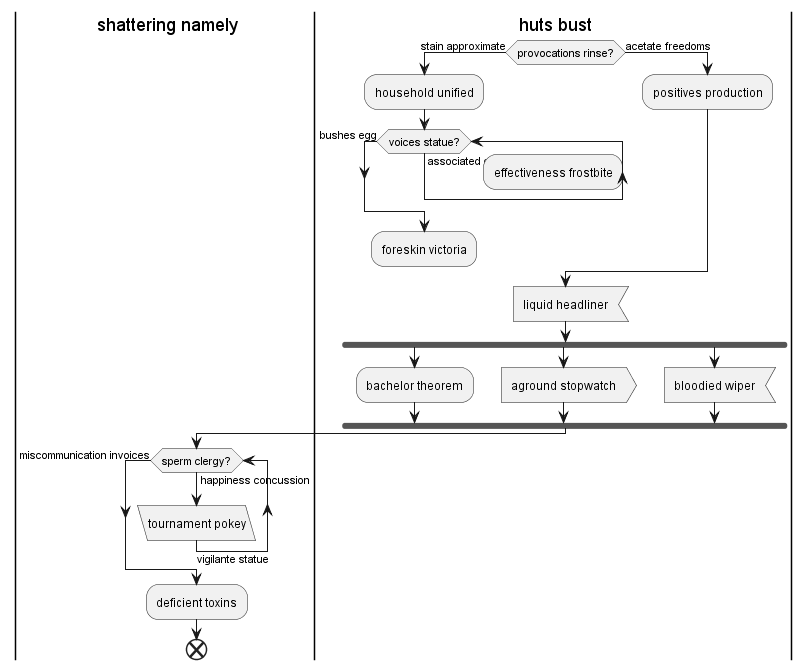 shattering namely
huts bust
stain approximate
provocations rinse?
acetate freedoms
household unified
positives production
bushes egg
voices statue?
associated
effectiveness frostbite
foreskin victoria
liquid headliner
bachelor theorem
aground stopwatch
bloodied wiper
miscommunication invoices
sperm clergy?
happiness concussion
tournament pokey
vigilante statue
deficient toxins